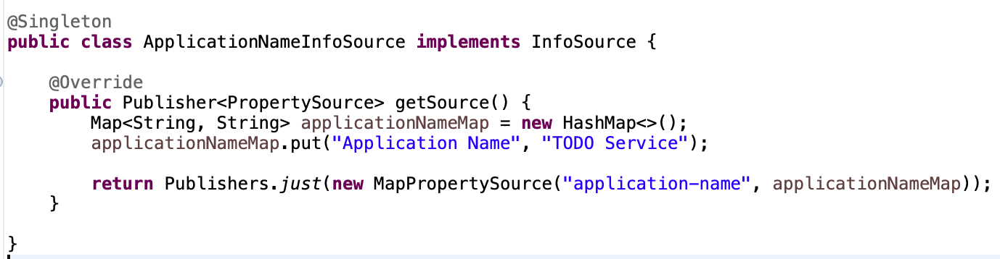 @Singleton
public class ApplicationNameInfoSource implements InfoSource {
@Override
public Publisher<PropertySource> getSource() {
Map<String, String> applicationNameMap = new HashMap<>();
applicationNameMap.put("Application Name", "TODO Service");
return Publishers.just(new MapPropertySource("application-name", applicationNameMap));
}
}